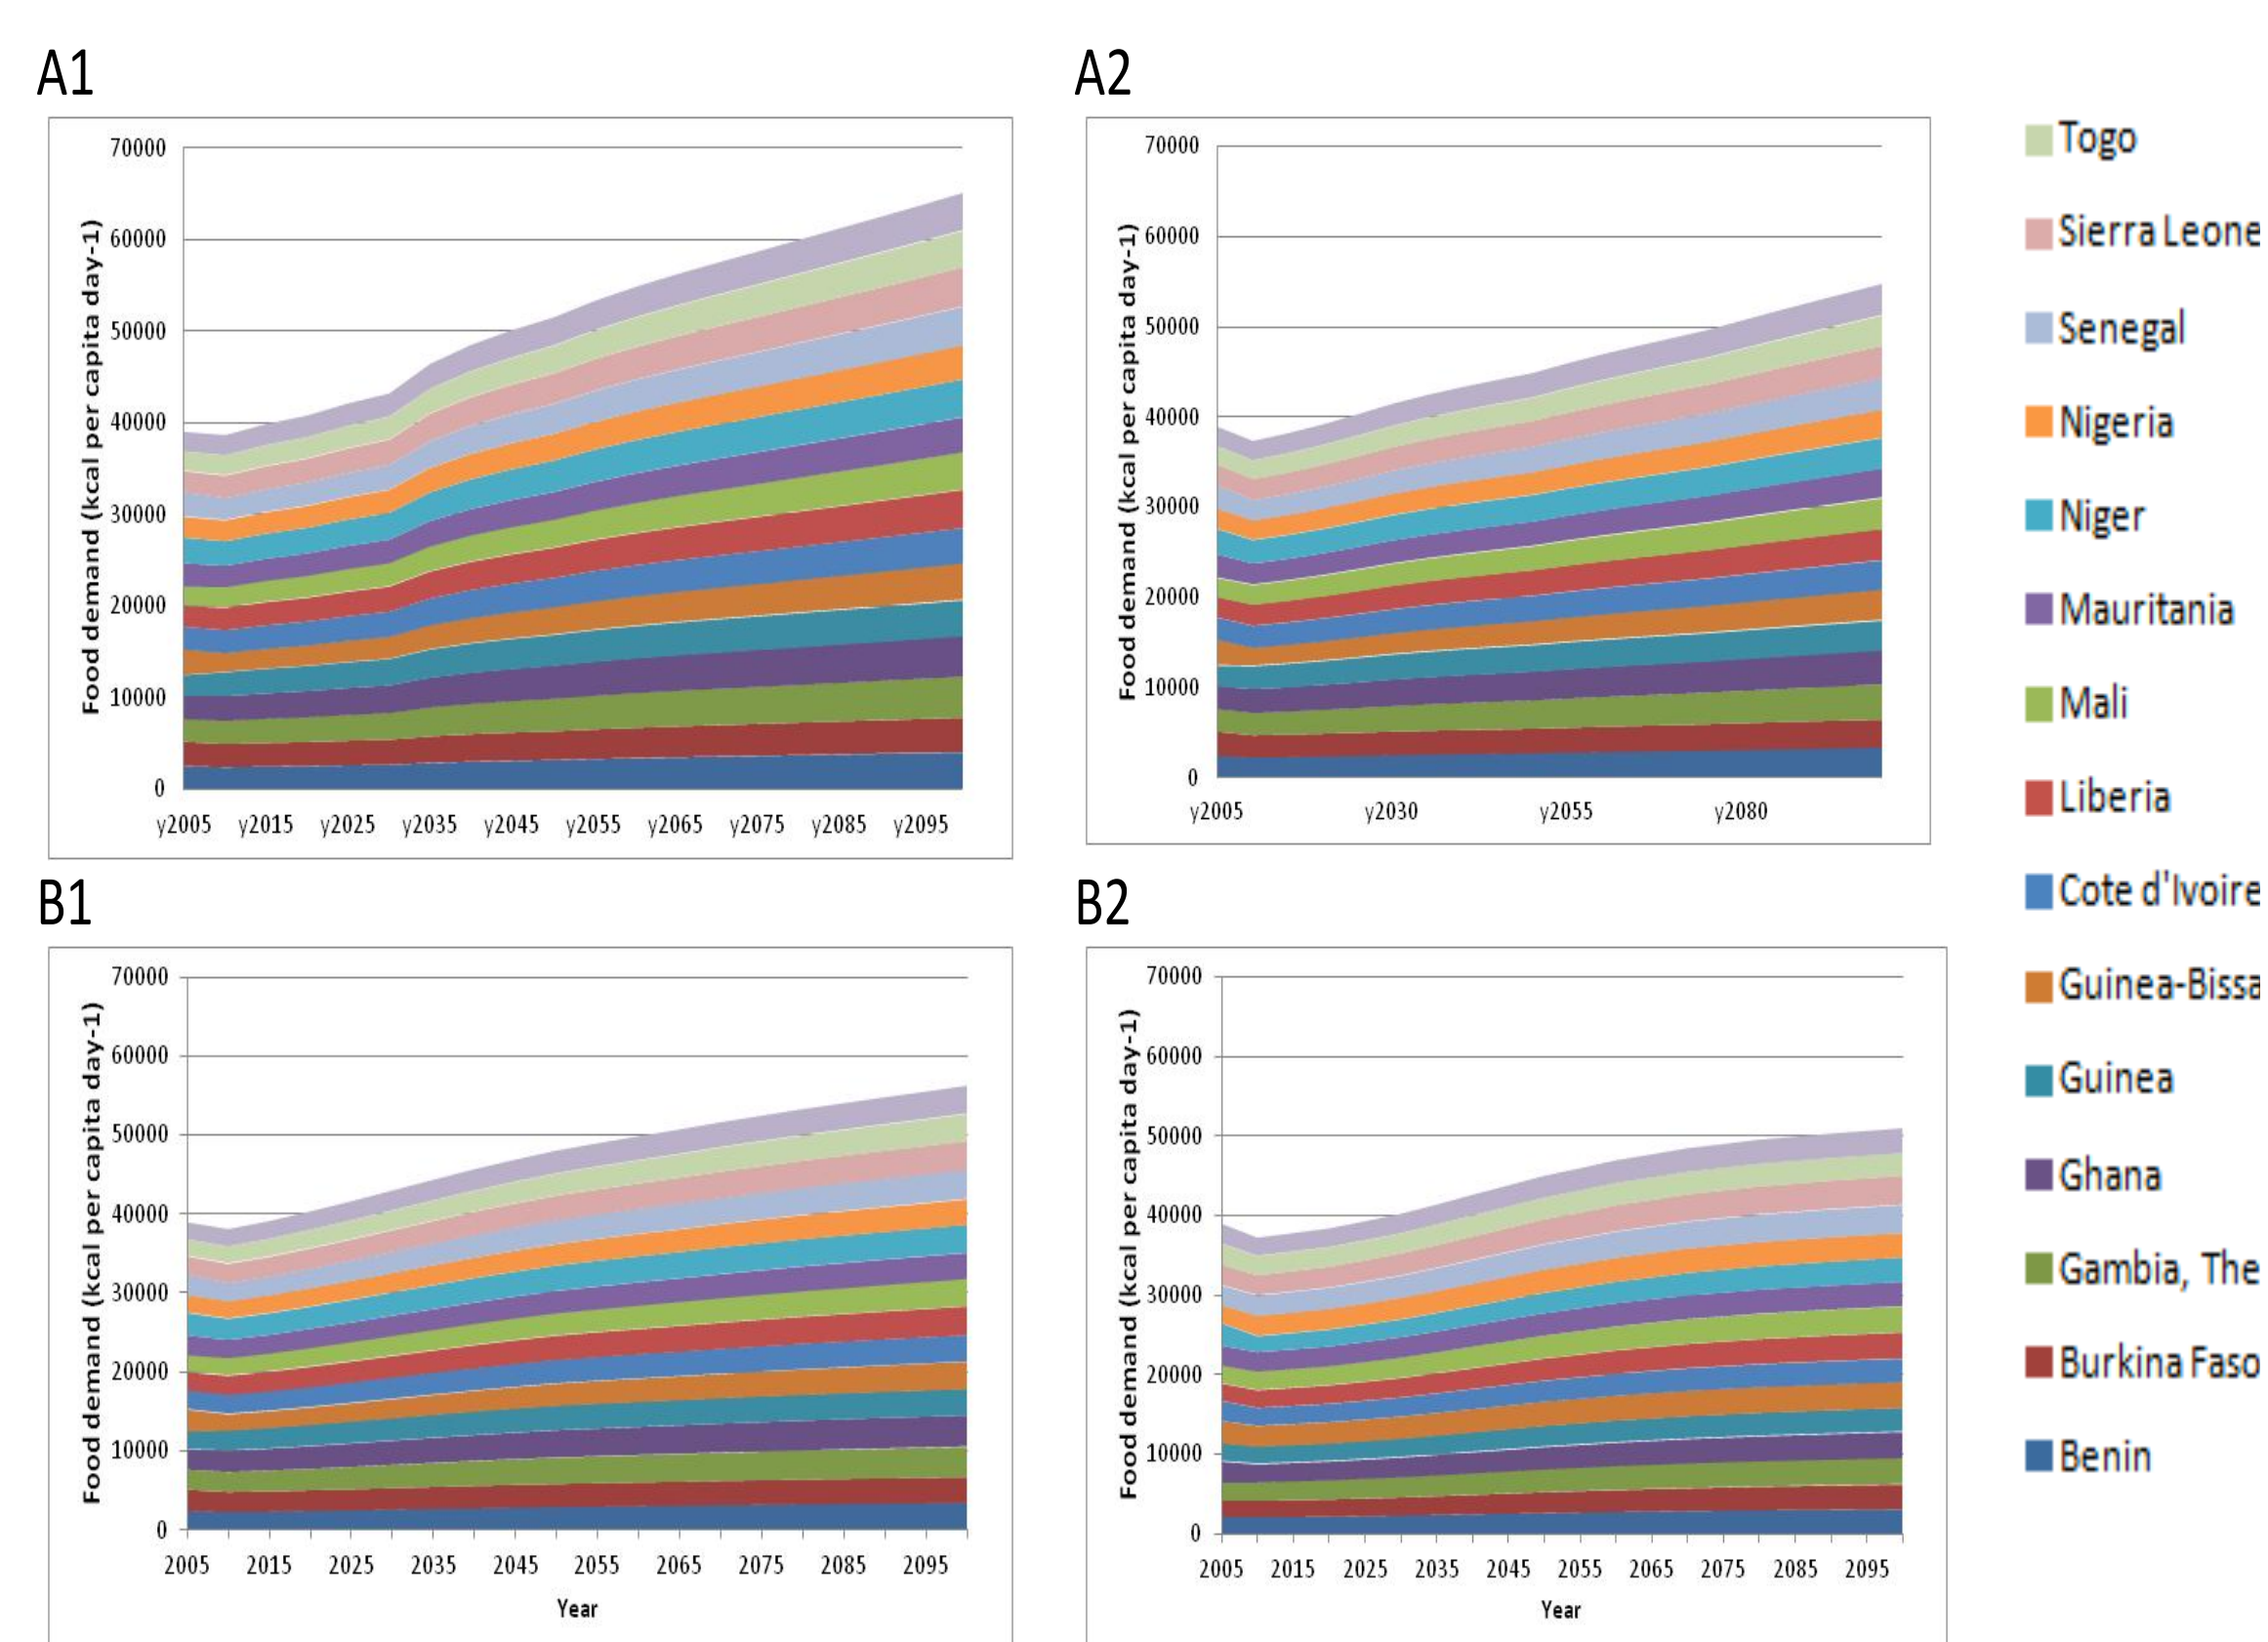 A1
A2
70000
60000
50000
40000
30000
20000
10000
0
Food demand (kcal per capita day-1)
y2005 y2015 y2025 y2035 y2045 y2055 y2065 y2075 y2085 y2095
70000
60000
50000
40000
30000
20000
10000
0
Food demand (kcal per capita day-1)
y2005 y2030 y2055 y2080
Togo
Sierra Leone
Senegal
Nigeria
Niger
Mauritania
Mali
Liberia
Cote d'Ivoire
Guinea-Bissa
Guinea
Ghana
Gambia, The
Burkina Faso
Benin
B1
B2
70000
60000
50000
40000
30000
20000
10000
0
Food demand (kcal per capita day-1)
2005 2015 2025 2035 2045 2055 2065 2075 2085 2095
Year
70000
60000
50000
40000
30000
20000
10000
0
Food demand (kcal per capita day-1)
2005 2015 2025 2035 2045 2055 2065 2075 2085 2095
Year